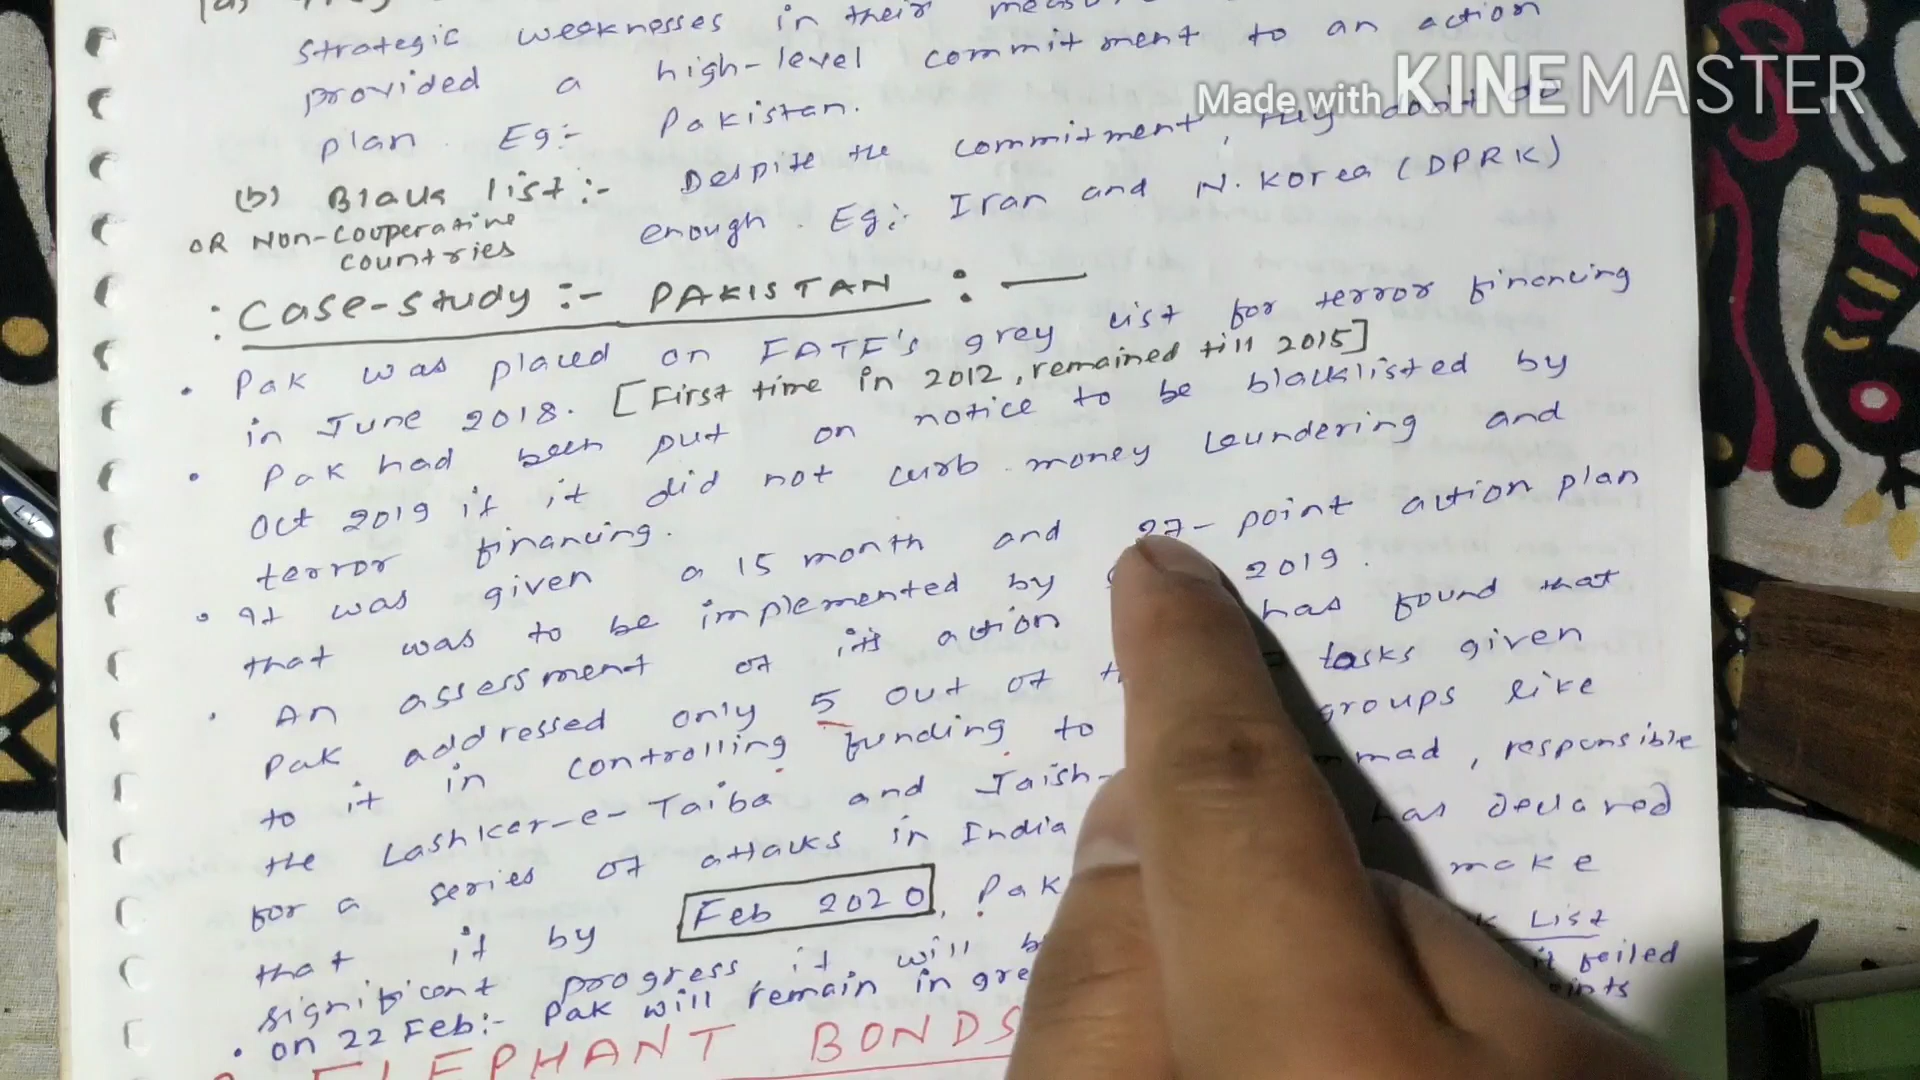 strategic weaknesses in their
provided a high-level commitment to an action
plan. Eg:- Pakistan.
Made with KINEMASTER
(b) Black list :- Despite the commitment, they don't do
OR Non-cooperative countries
enough. Eg:- Iran and N. Korea (DPRK)
: Case-study :- PAKISTAN : —
• Pak was placed on FATF's grey list for terror financing
in June 2018. [First time in 2012, remained till 2015]
• Pak had been put on notice to be blacklisted by
Oct 2019 if it did not curb money laundering and
terror financing.
• It was given a 15 month and 27-point action plan
that was to be implemented by 2019.
• An assessment of its action has found that
Pak addressed only 5 out of tasks given
to it in controlling funding to groups like
the Lashkar-e-Taiba and Jaish- responsible
for a series of attacks in India has declared
that if by Feb 2020, Pak make
significant progress it will List
• on 22 Feb:- Pak will remain in it failed
ELEPHANT BONDS